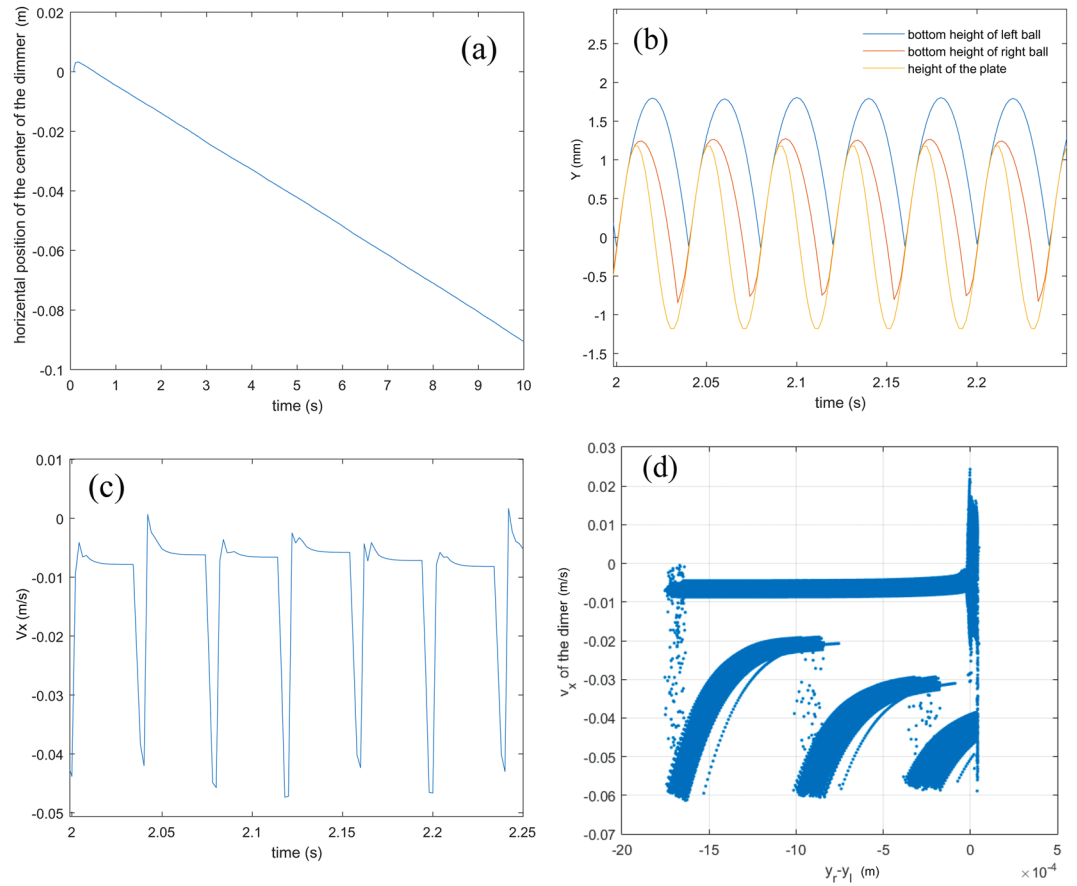 (a)
horizental position of the center of the dimmer (m)
0.02
0
-0.02
-0.04
-0.06
-0.08
-0.1
0 1 2 3 4 5 6 7 8 9 10
time (s)
(b)
bottom height of left ball
bottom height of right ball
height of the plate
Y (mm)
2.5
2
1.5
1
0.5
0
-0.5
-1
-1.5
2 2.05 2.1 2.15 2.2
time (s)
(c)
Vx (m/s)
0.01
0
-0.01
-0.02
-0.03
-0.04
-0.05
2 2.05 2.1 2.15 2.2 2.25
time (s)
(d)
v_x of the dimer (m/s)
0.03
0.02
0.01
0
-0.01
-0.02
-0.03
-0.04
-0.05
-0.06
-0.07
-20 -15 -10 -5 0 5
y_r-y_l (m)
×10^-4